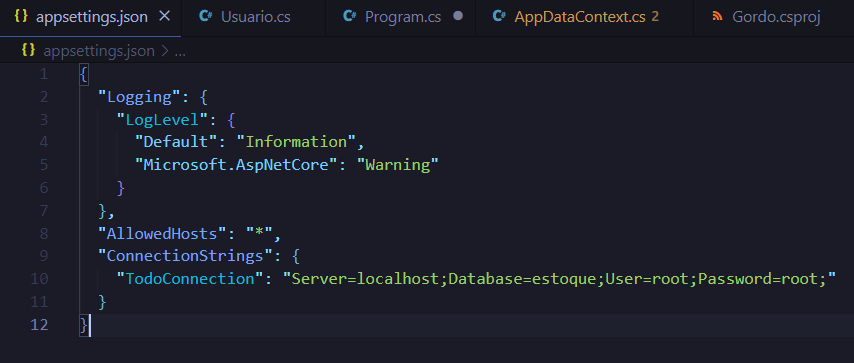 {} appsettings.json × C# Usuario.cs C# Program.cs ● C# AppDataContext.cs 2 Gordo.csproj
{} appsettings.json > ...
1 {
2 "Logging": {
3 "LogLevel": {
4 "Default": "Information",
5 "Microsoft.AspNetCore": "Warning"
6 }
7 },
8 "AllowedHosts": "*",
9 "ConnectionStrings": {
10 "TodoConnection": "Server=localhost;Database=estoque;User=root;Password=root;"
11 }
12 }